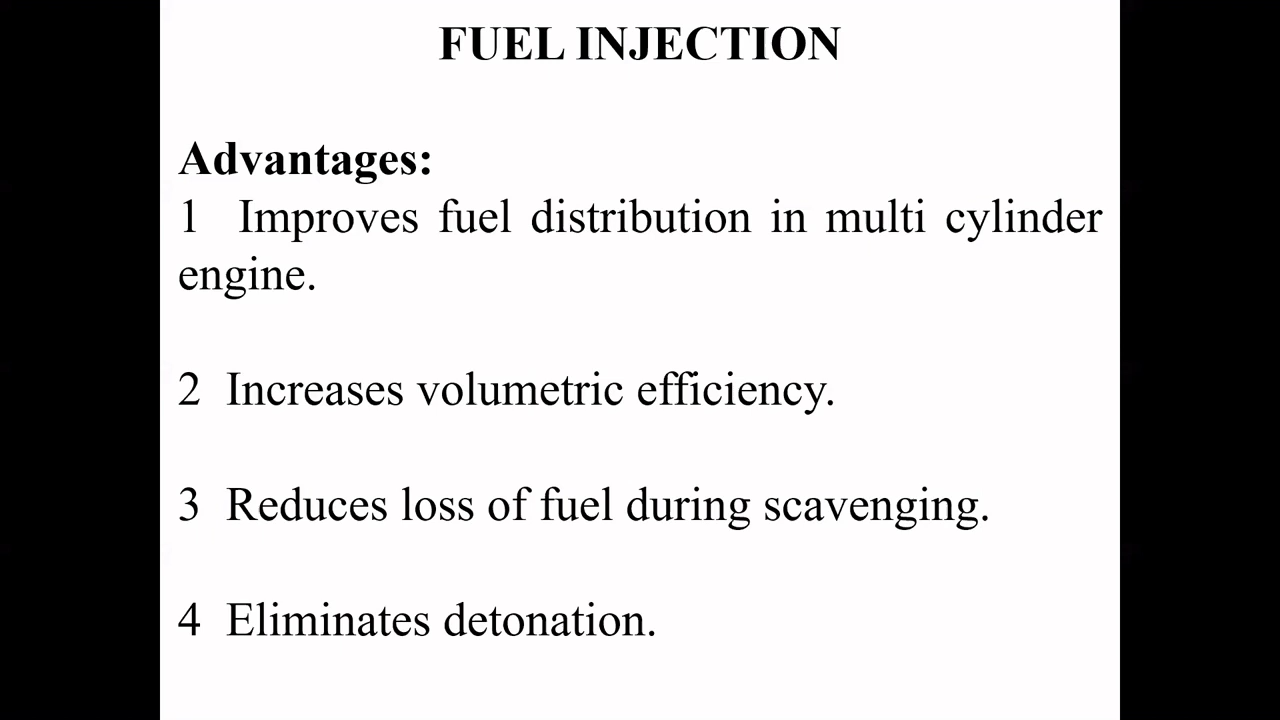 FUEL INJECTION
Advantages:
1 Improves fuel distribution in multi cylinder
engine.
2 Increases volumetric efficiency.
3 Reduces loss of fuel during scavenging.
4 Eliminates detonation.